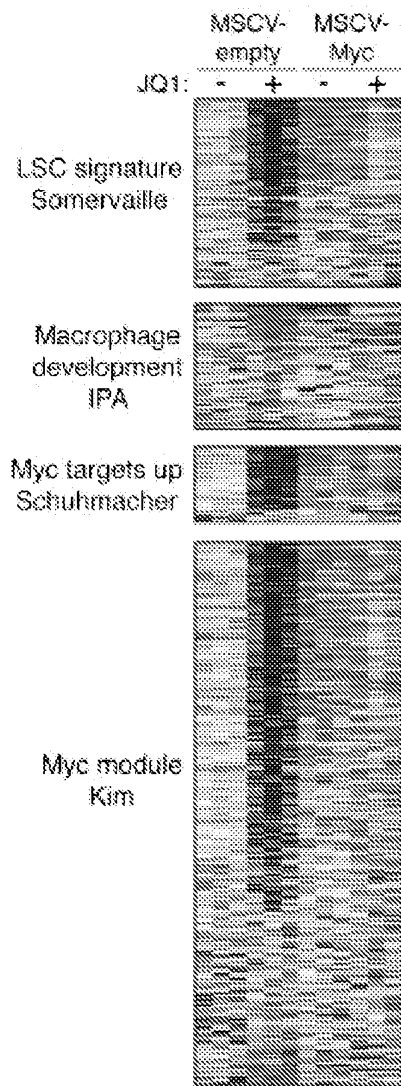 MSCV- MSCV-
empty Myc
JQ1: - + - +
LSC signature
Somervaille
Macrophage
development
IPA
Myc targets up
Schuhmacher
Myc module
Kim